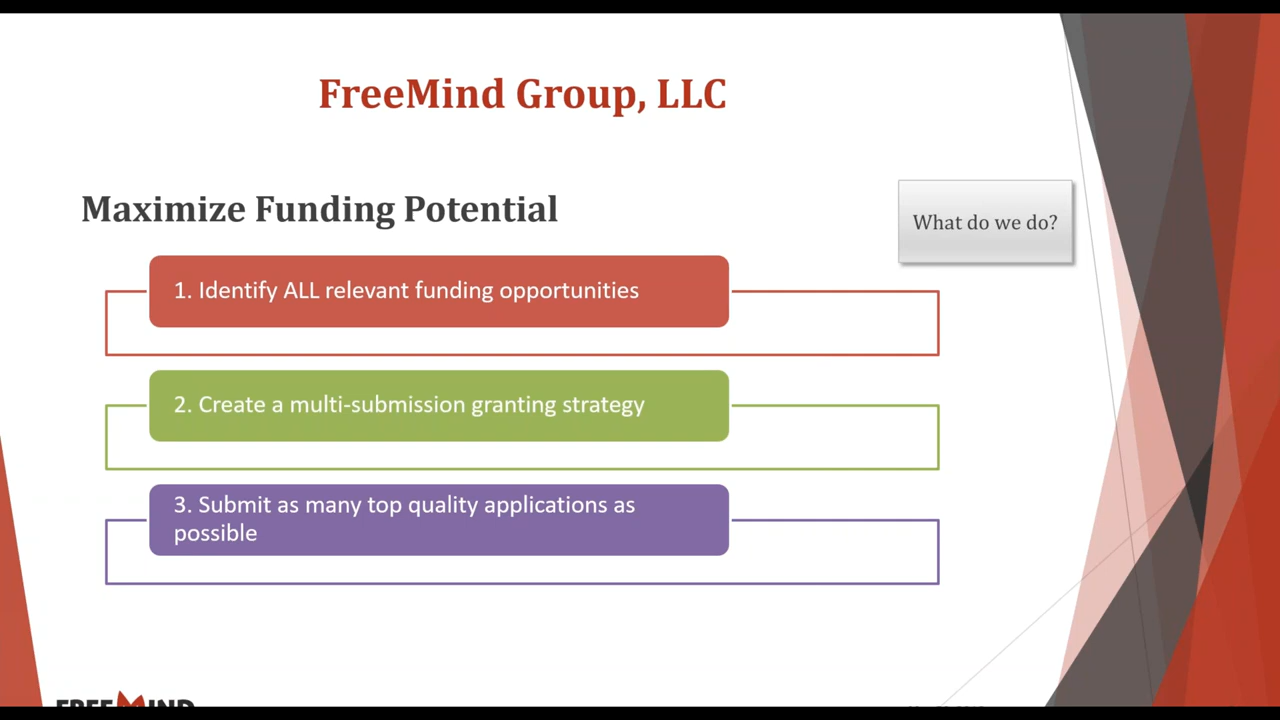 FreeMind Group, LLC
Maximize Funding Potential
What do we do?
1. Identify ALL relevant funding opportunities
2. Create a multi-submission granting strategy
3. Submit as many top quality applications as
possible
FREEMIND